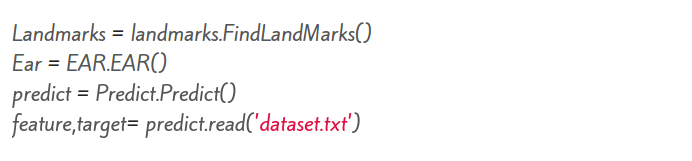 Landmarks = landmarks.FindLandMarks()
Ear = EAR.EAR()
predict = Predict.Predict()
feature,target= predict.read('dataset.txt')